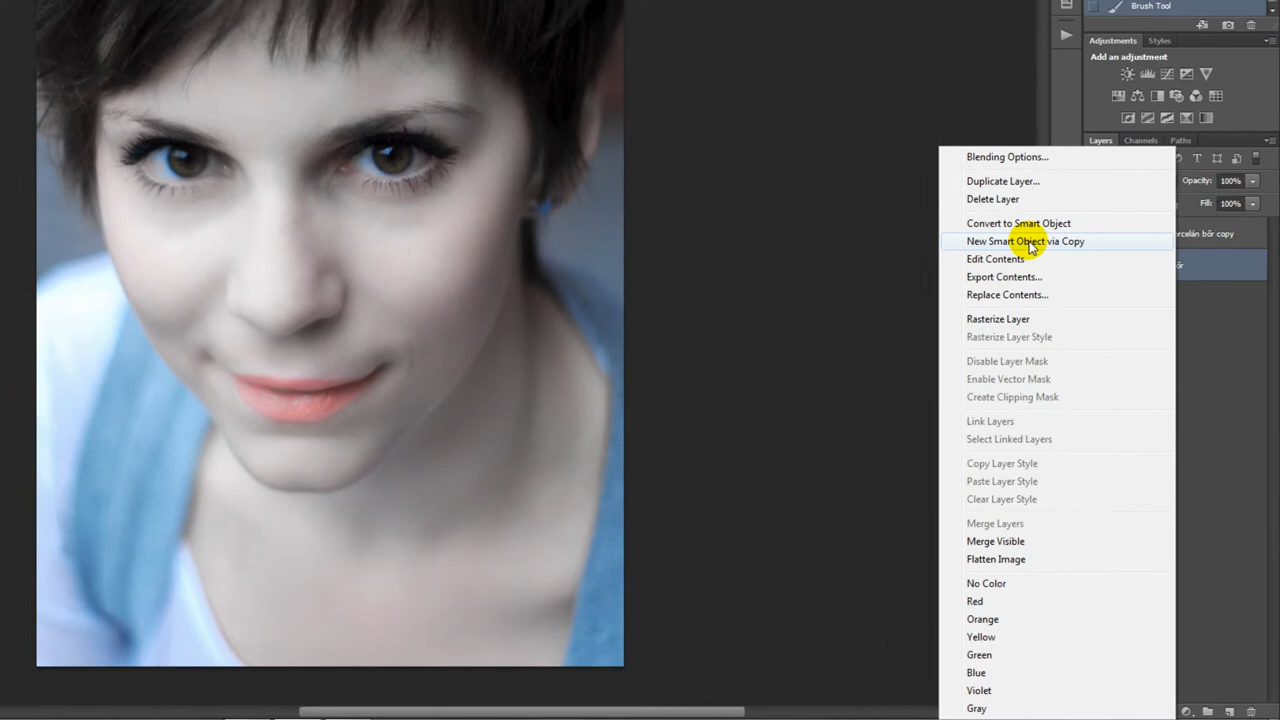 Brush Tool
Adjustments Styles
Add an adjustment
Layers Channels Paths
Opacity: 100%
Fill: 100%
rcelán bőr copy
őr
Blending Options...
Duplicate Layer...
Delete Layer
Convert to Smart Object
New Smart Object via Copy
Edit Contents
Export Contents...
Replace Contents...
Rasterize Layer
Rasterize Layer Style
Disable Layer Mask
Enable Vector Mask
Create Clipping Mask
Link Layers
Select Linked Layers
Copy Layer Style
Paste Layer Style
Clear Layer Style
Merge Layers
Merge Visible
Flatten Image
No Color
Red
Orange
Yellow
Green
Blue
Violet
Gray